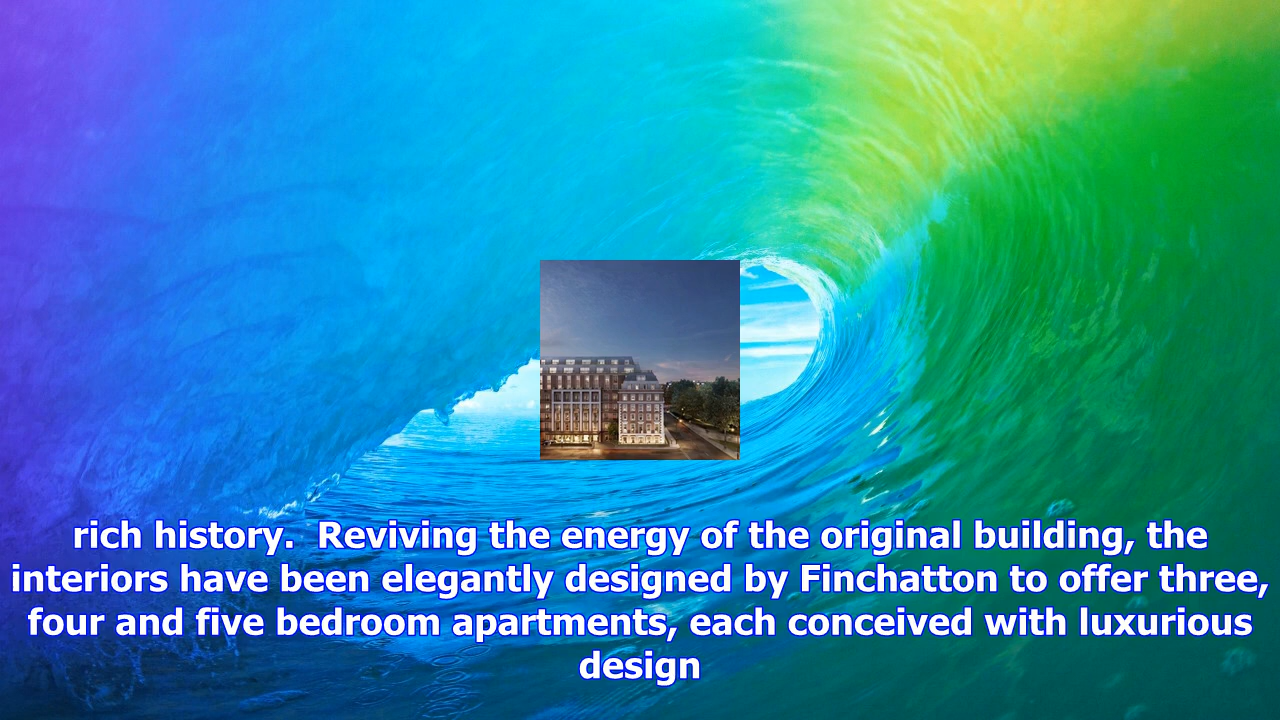 rich history.  Reviving the energy of the original building, the
interiors have been elegantly designed by Finchatton to offer three,
four and five bedroom apartments, each conceived with luxurious
design